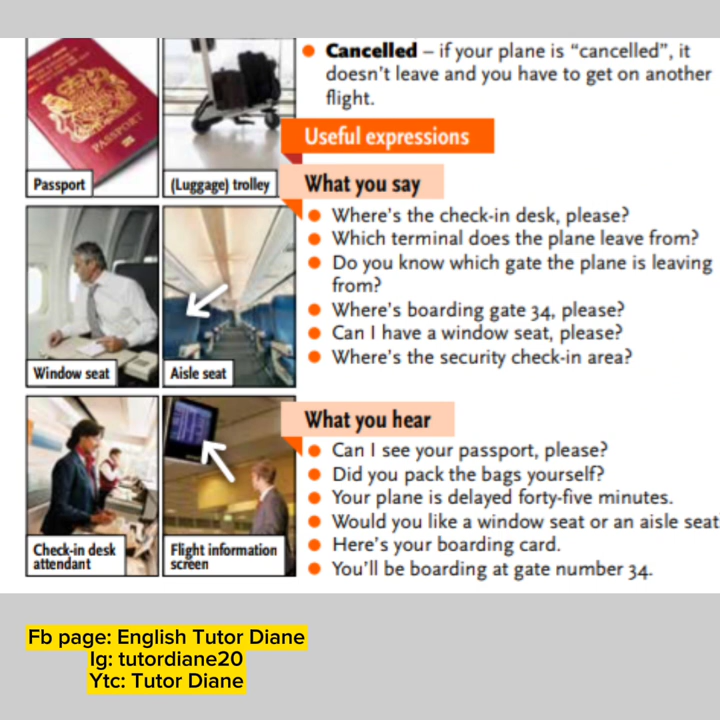 PASSPORT
Passport
(Luggage) trolley
Window seat
Aisle seat
Check-in desk
attendant
Flight information
screen
Cancelled – if your plane is “cancelled”, it
doesn’t leave and you have to get on another
flight.
Useful expressions
What you say
Where’s the check-in desk, please?
Which terminal does the plane leave from?
Do you know which gate the plane is leaving
from?
Where’s boarding gate 34, please?
Can I have a window seat, please?
Where’s the security check-in area?
What you hear
Can I see your passport, please?
Did you pack the bags yourself?
Your plane is delayed forty-five minutes.
Would you like a window seat or an aisle seat
Here’s your boarding card.
You’ll be boarding at gate number 34.
Fb page: English Tutor Diane
Ig: tutordiane20
Ytc: Tutor Diane